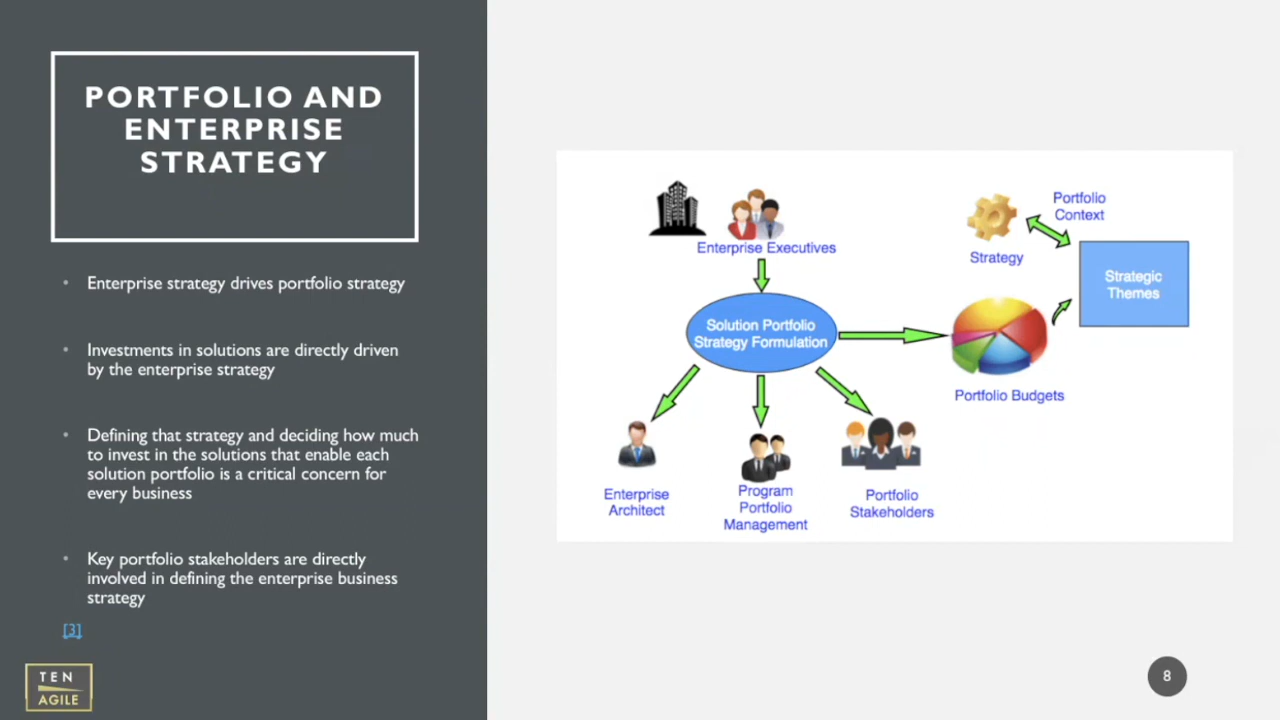 PORTFOLIO AND
ENTERPRISE
STRATEGY
• Enterprise strategy drives portfolio strategy
• Investments in solutions are directly driven
by the enterprise strategy
• Defining that strategy and deciding how much
to invest in the solutions that enable each
solution portfolio is a critical concern for
every business
• Key portfolio stakeholders are directly
involved in defining the enterprise business
strategy
[3]
TEN
AGILE
Enterprise Executives
Solution Portfolio
Strategy Formulation
Enterprise
Architect
Program
Portfolio
Management
Portfolio
Stakeholders
Strategy
Portfolio
Context
Strategic
Themes
Portfolio Budgets
8